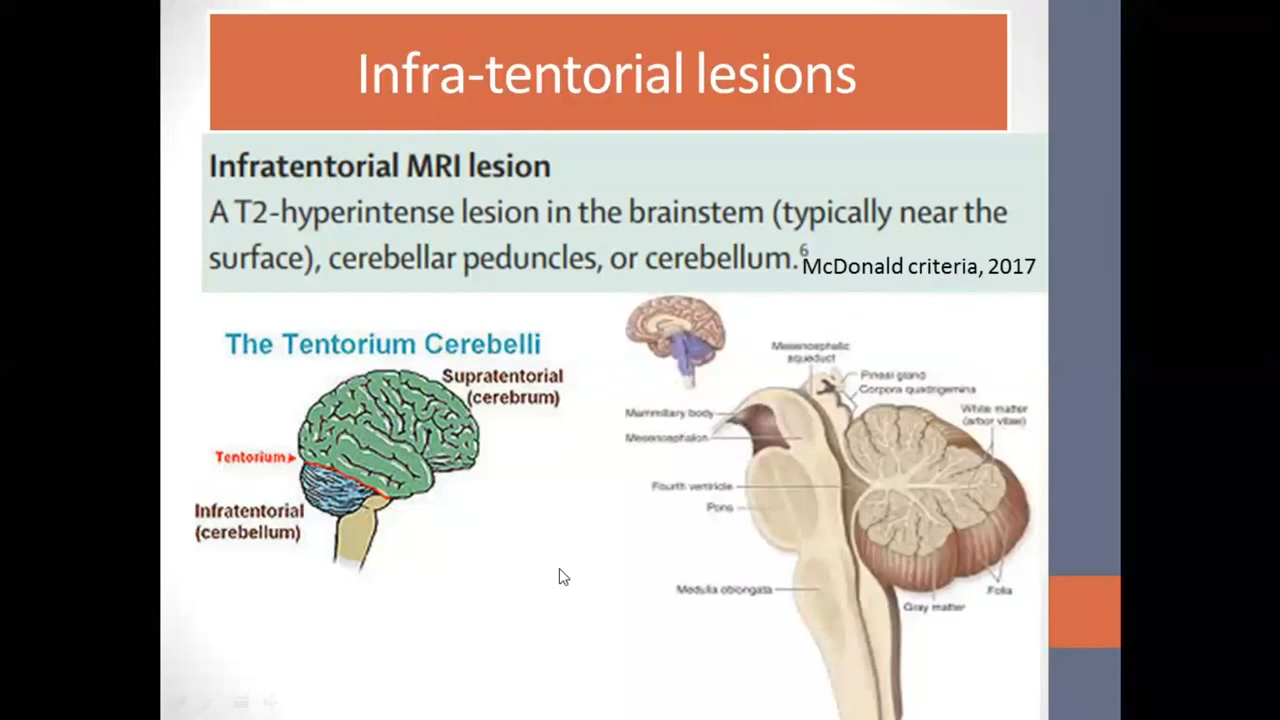 Infra-tentorial lesions
Infratentorial MRI lesion
A T2-hyperintense lesion in the brainstem (typically near the
surface), cerebellar peduncles, or cerebellum.6
McDonald criteria, 2017
The Tentorium Cerebelli
Supratentorial
(cerebrum)
Tentorium
Infratentorial
(cerebellum)
Mesencephalic
aqueduct
Pineal gland
Corpora quadrigemina
Mammillary body
White matter
(arbor vitae)
Mesencephalon
Fourth ventricle
Pons
Medulla oblongata
Folia
Gray matter